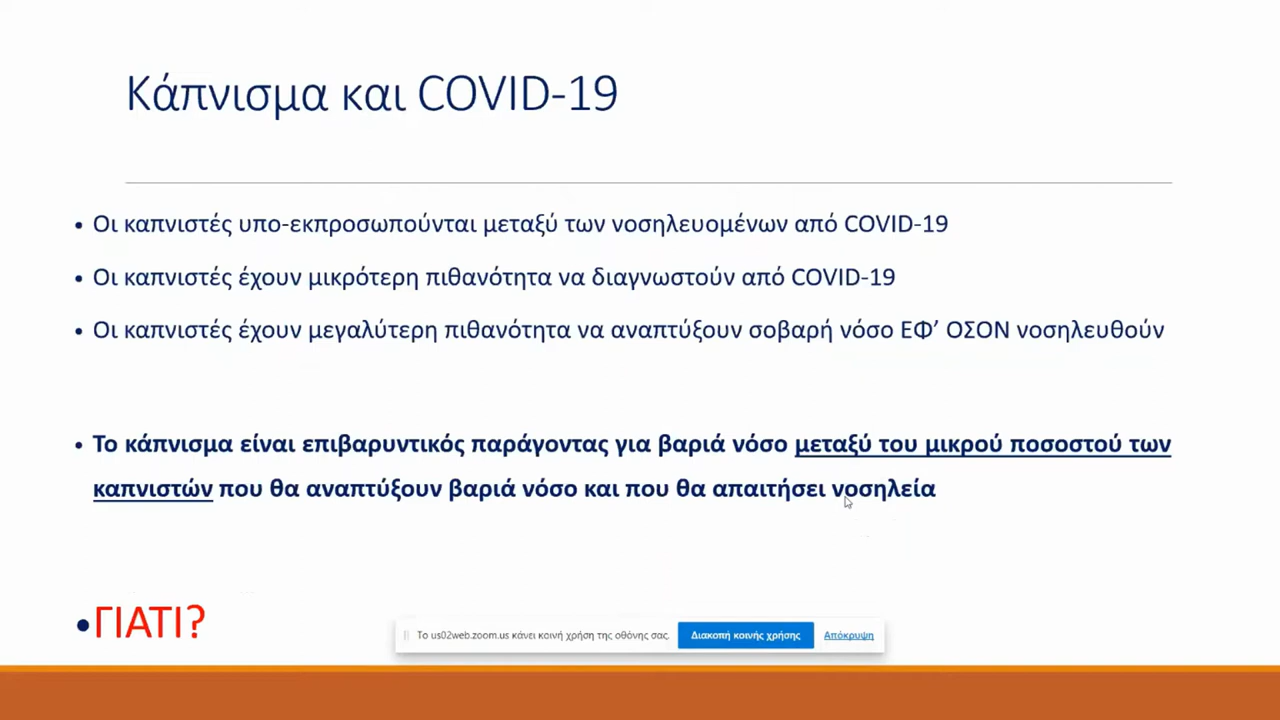 Κάπνισμα και COVID-19
• Οι καπνιστές υπο-εκπροσωπούνται μεταξύ των νοσηλευομένων από COVID-19
• Οι καπνιστές έχουν μικρότερη πιθανότητα να διαγνωστούν από COVID-19
• Οι καπνιστές έχουν μεγαλύτερη πιθανότητα να αναπτύξουν σοβαρή νόσο ΕΦ’ ΟΣΟΝ νοσηλευθούν
• Το κάπνισμα είναι επιβαρυντικός παράγοντας για βαριά νόσο μεταξύ του μικρού ποσοστού των
καπνιστών που θα αναπτύξουν βαριά νόσο και που θα απαιτήσει νοσηλεία
• ΓΙΑΤΙ?
Το us02web.zoom.us κάνει κοινή χρήση της οθόνης σας. Διακοπή κοινής χρήσης Απόκρυψη